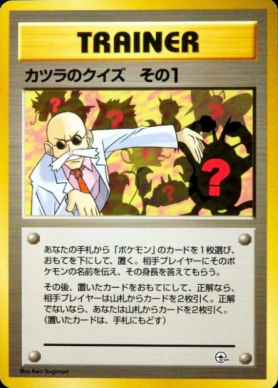 TRAINER
カツラのクイズ その1
?
?
?
?
あなたの手札から「ポケモン」のカードを1枚選び、
おもてを下にして、置く。相手プレイヤーにそのポ
ケモンの名前を伝え、その身長を答えてもらう。
その後、置いたカードをおもてにして、正解なら、
相手プレイヤーは山札からカードを2枚引く。正
解でないなら、あなたは山札からカードを2枚引く。
(置いたカードは、手札にもどす)
Illus. Ken Sugimori